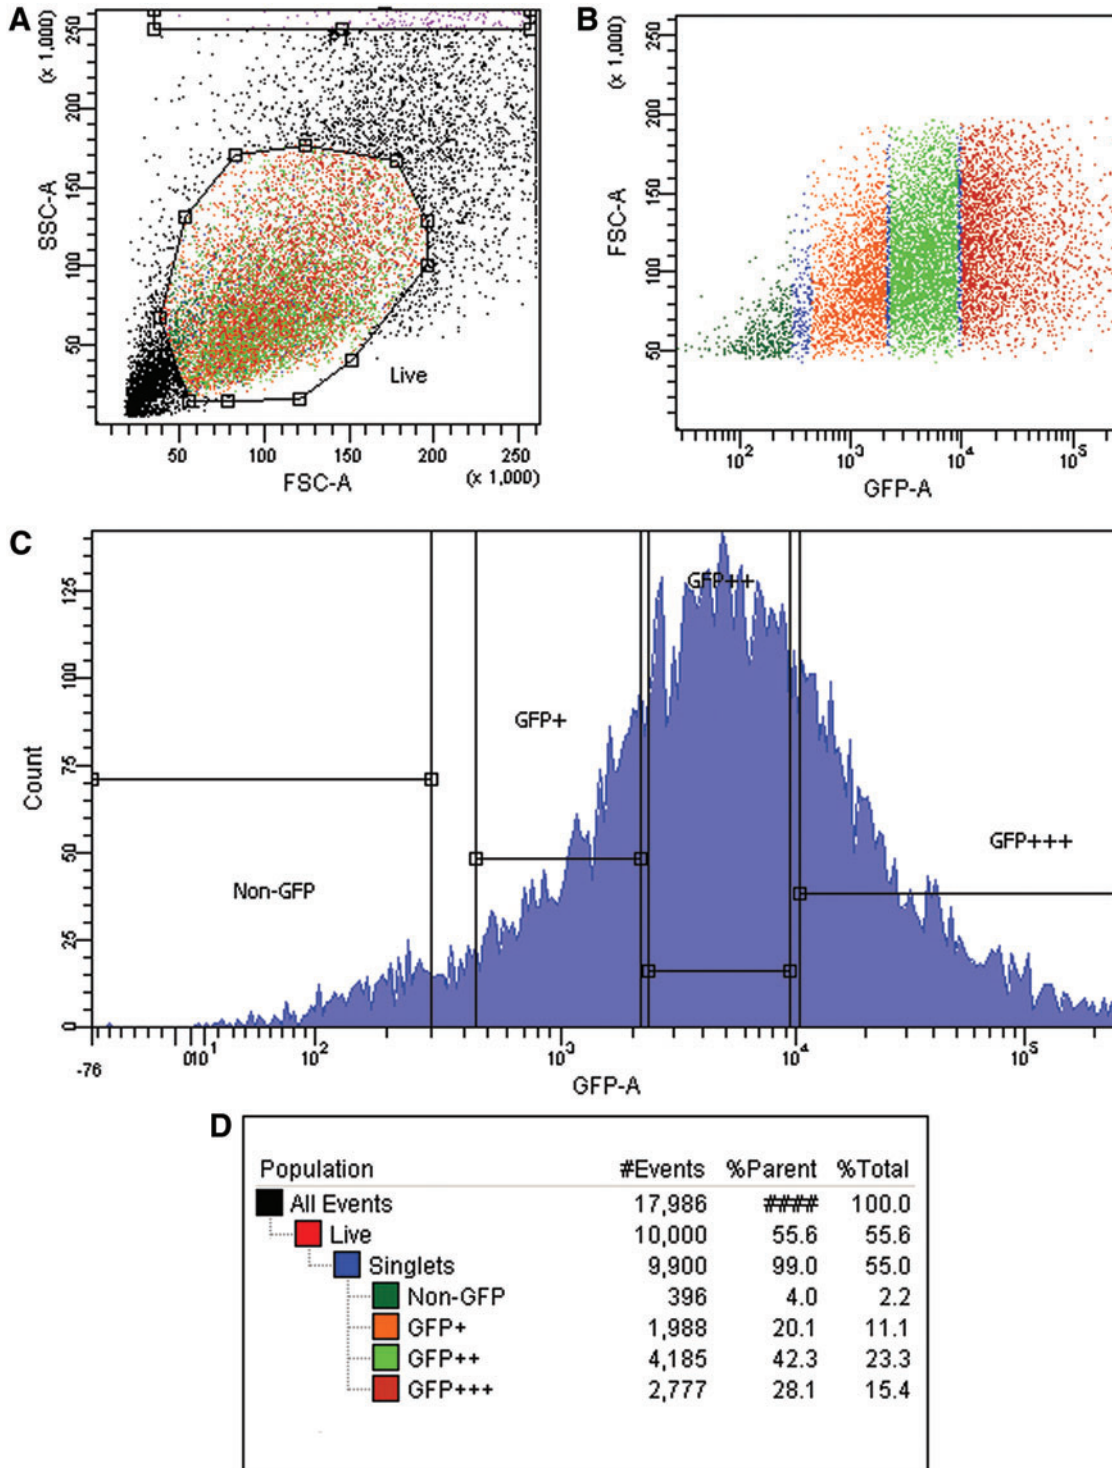 A
(x 1,000)
250
200
150
100
50
SSC-A
Live
50 100 150 200 250
FSC-A (x 1,000)
B
(x 1,000)
250
200
150
100
50
FSC-A
10² 10³ 10⁴ 10⁵
GFP-A
C
125
100
75
50
25
0
Count
GFP++
GFP+
GFP+++
Non-GFP
-76 0 10¹ 10² 10³ 10⁴ 10⁵
GFP-A
D
Population #Events %Parent %Total
All Events 17,986 #### 100.0
Live 10,000 55.6 55.6
Singlets 9,900 99.0 55.0
Non-GFP 396 4.0 2.2
GFP+ 1,988 20.1 11.1
GFP++ 4,185 42.3 23.3
GFP+++ 2,777 28.1 15.4